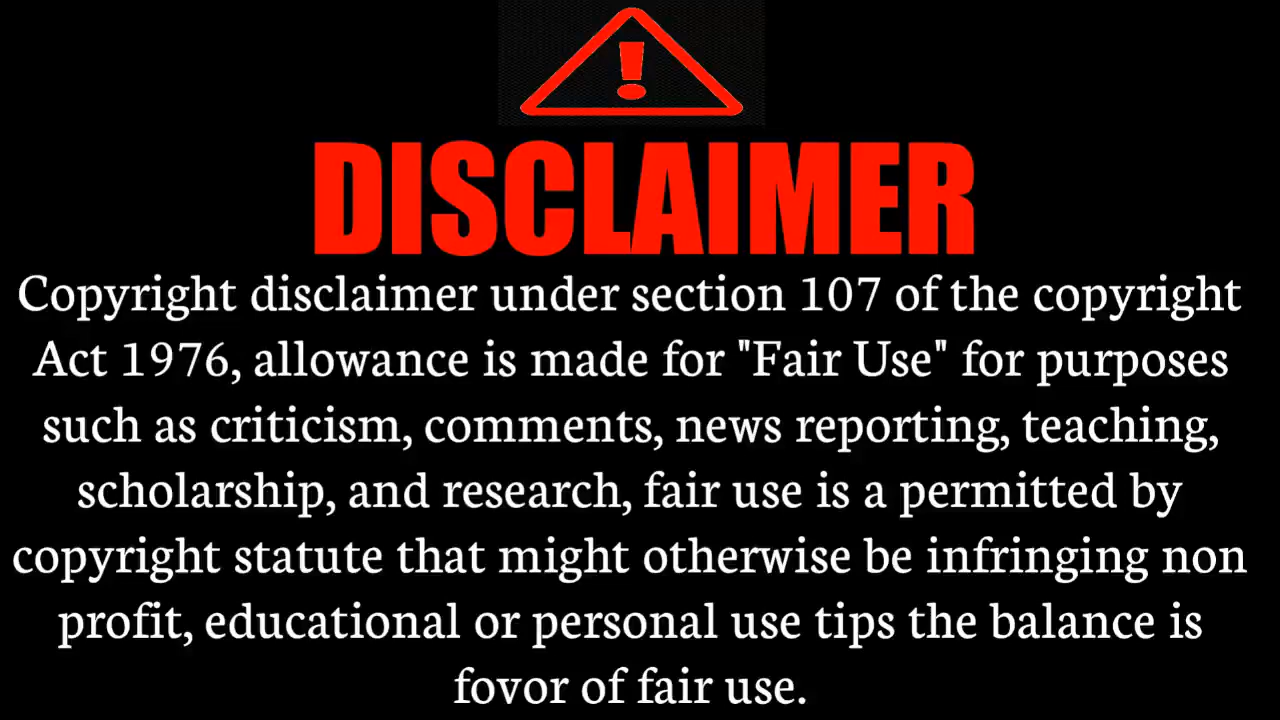 DISCLAIMER
Copyright disclaimer under section 107 of the copyright
Act 1976, allowance is made for "Fair Use" for purposes
such as criticism, comments, news reporting, teaching,
scholarship, and research, fair use is a permitted by
copyright statute that might otherwise be infringing non
profit, educational or personal use tips the balance is
fovor of fair use.